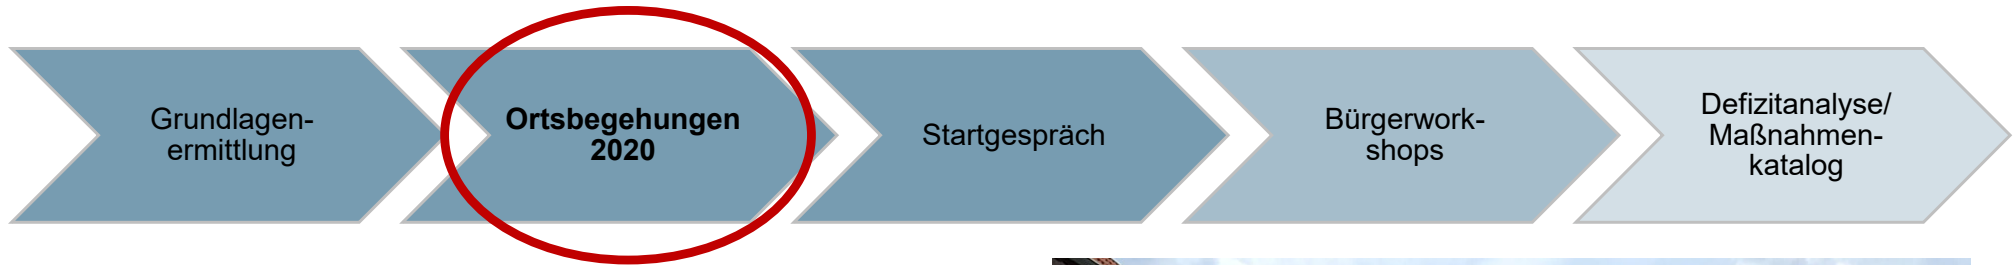 Grundlagen-
ermittlung
Ortsbegehungen
2020
Startgespräch
Bürgerwork-
shops
Defizitanalyse/
Maßnahmen-
katalog